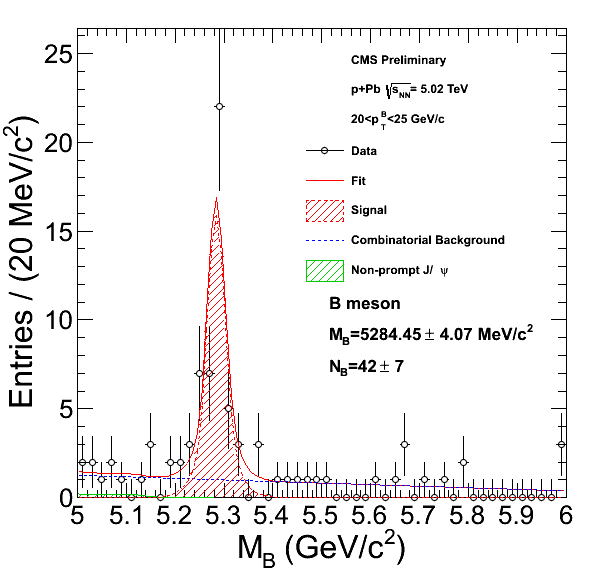 CMS Preliminary
p+Pb √sNN= 5.02 TeV
20<pTB<25 GeV/c
Data
Fit
Signal
Combinatorial Background
Non-prompt J/ ψ
B meson
MB=5284.45± 4.07 MeV/c2
NB=42± 7
Entries / (20 MeV/c2)
25
20
15
10
5
0
5 5.1 5.2 5.3 5.4 5.5 5.6 5.7 5.8 5.9 6
MB (GeV/c2)